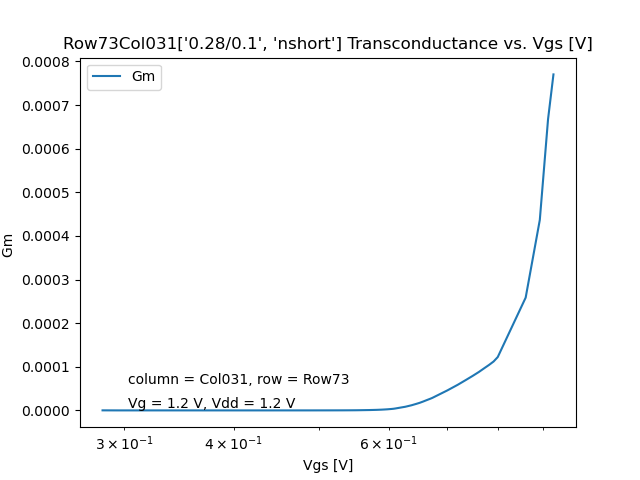 Row73Col031['0.28/0.1', 'nshort'] Transconductance vs. Vgs [V]
Gm
0.0008
0.0007
0.0006
0.0005
0.0004
0.0003
0.0002
0.0001
0.0000
Gm
column = Col031, row = Row73
Vg = 1.2 V, Vdd = 1.2 V
3 × 10⁻¹ 4 × 10⁻¹ 6 × 10⁻¹
Vgs [V]